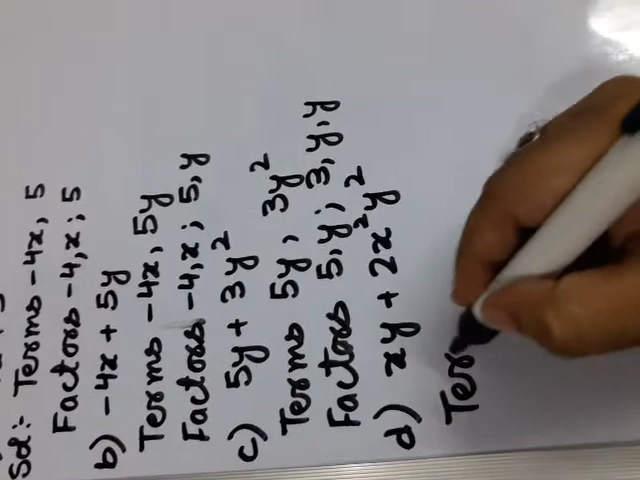 Sol:- Terms -4x, 5
Factors -4, x ; 5
b) -4x + 5y
Terms -4x, 5y
Factors -4, x ; 5, y
c) 5y + 3y²
Terms 5y, 3y²
Factors 5, y ; 3, y, y
d) xy + 2x²y²
Ter